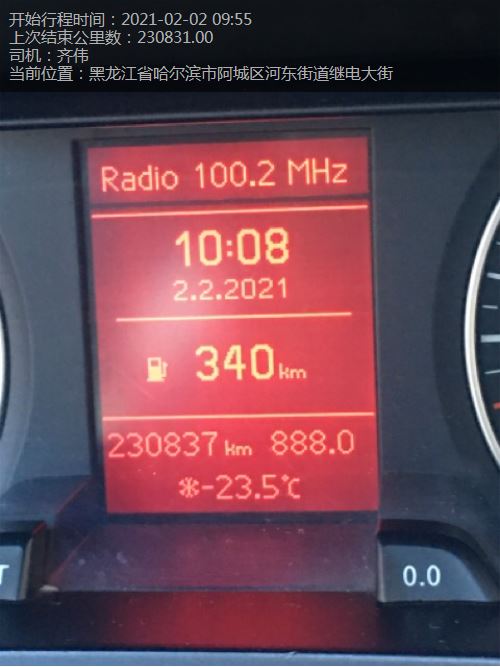 开始行程时间：2021-02-02 09:55
上次结束公里数：230831.00
司机：齐伟
当前位置：黑龙江省哈尔滨市阿城区河东街道继电大街
Radio 100.2 MHz
10:08
2.2.2021
340 km
230837 km 888.0
-23.5℃
0.0